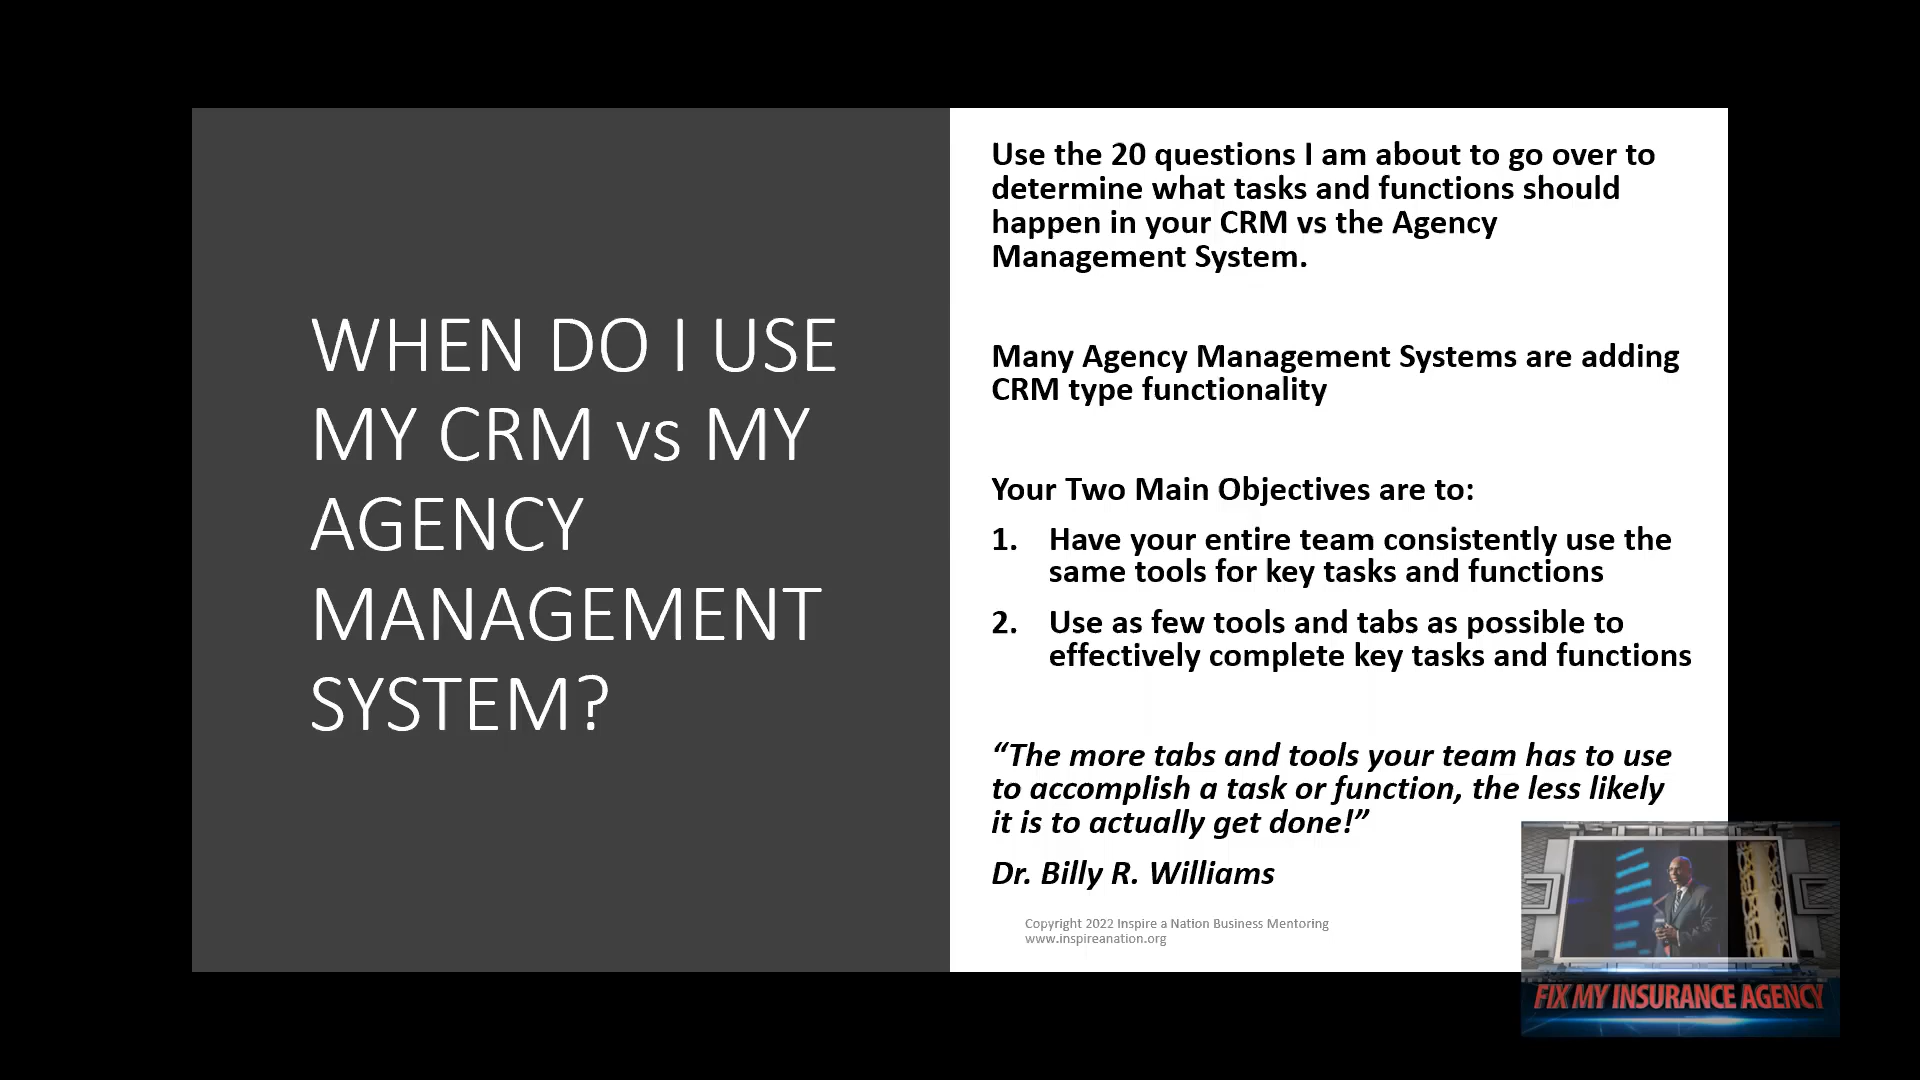 WHEN DO I USE
MY CRM vs MY
AGENCY
MANAGEMENT
SYSTEM?
Use the 20 questions I am about to go over to
determine what tasks and functions should
happen in your CRM vs the Agency
Management System.
Many Agency Management Systems are adding
CRM type functionality
Your Two Main Objectives are to:
1. Have your entire team consistently use the
same tools for key tasks and functions
2. Use as few tools and tabs as possible to
effectively complete key tasks and functions
“The more tabs and tools your team has to use
to accomplish a task or function, the less likely
it is to actually get done!”
Dr. Billy R. Williams
Copyright 2022 Inspire a Nation Business Mentoring
www.inspireanation.org
FIX MY INSURANCE AGENCY